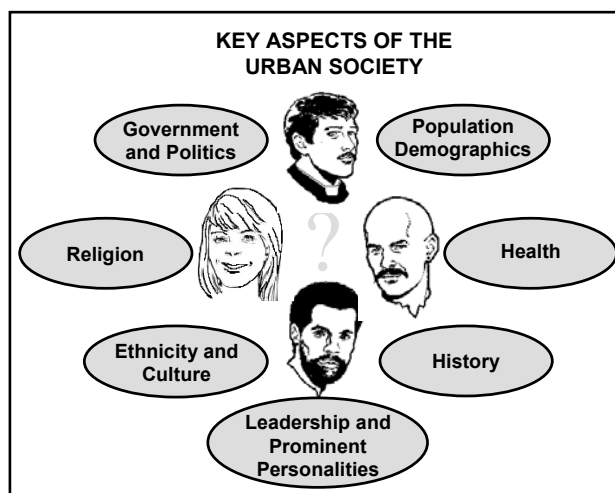 KEY ASPECTS OF THE
URBAN SOCIETY
Government
and Politics
Population
Demographics
Religion
?
Health
Ethnicity and
Culture
History
Leadership and
Prominent
Personalities